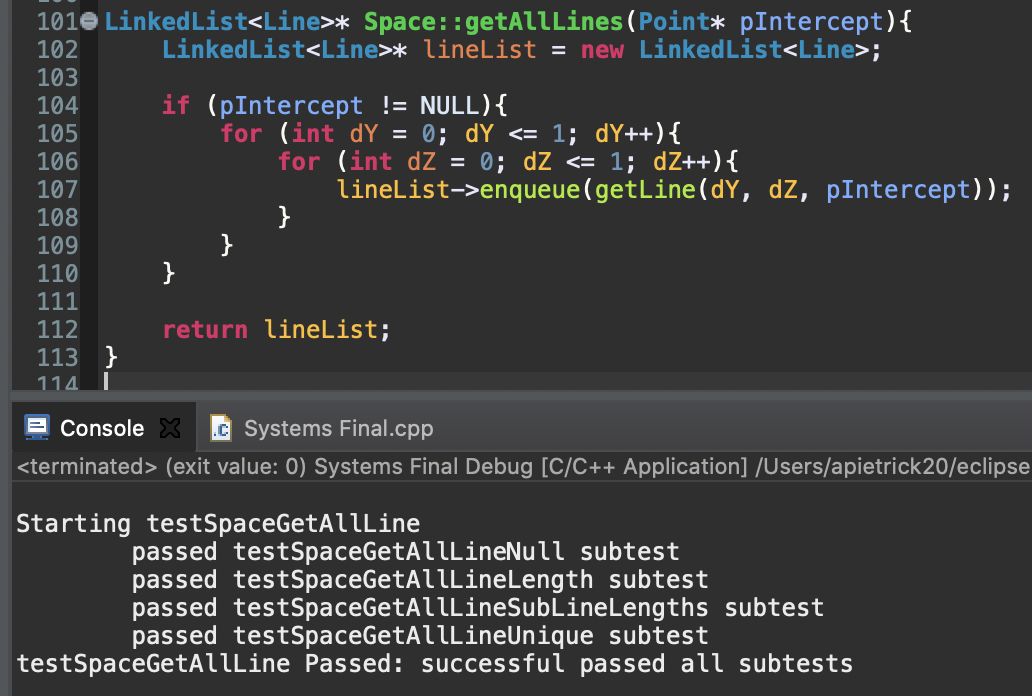 101 LinkedList<Line>* Space::getAllLines(Point* pIntercept){
102     LinkedList<Line>* lineList = new LinkedList<Line>;
103
104     if (pIntercept != NULL){
105         for (int dY = 0; dY <= 1; dY++){
106             for (int dZ = 0; dZ <= 1; dZ++){
107                 lineList->enqueue(getLine(dY, dZ, pIntercept));
108             }
109         }
110     }
111
112     return lineList;
113 }
114
Console Systems Final.cpp
<terminated> (exit value: 0) Systems Final Debug [C/C++ Application] /Users/apietrick20/eclipse
Starting testSpaceGetAllLine
        passed testSpaceGetAllLineNull subtest
        passed testSpaceGetAllLineLength subtest
        passed testSpaceGetAllLineSubLineLengths subtest
        passed testSpaceGetAllLineUnique subtest
testSpaceGetAllLine Passed: successful passed all subtests